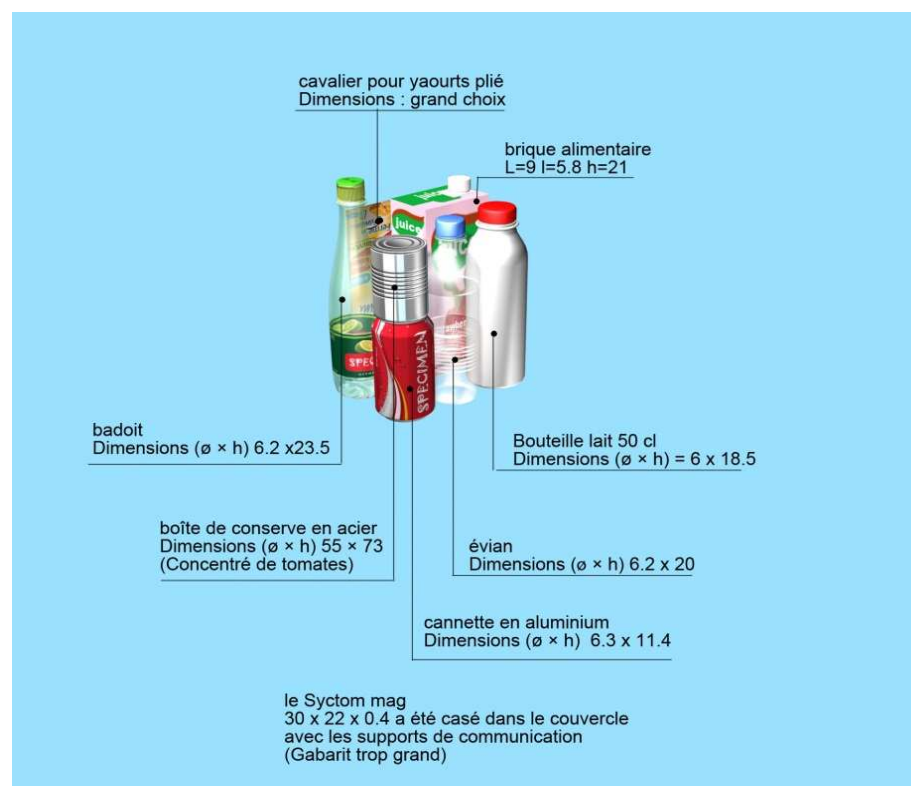 cavalier pour yaourts plié
Dimensions : grand choix
brique alimentaire
L=9 l=5.8 h=21
juice
juice
SPECIMEN
badoit
Dimensions (ø × h) 6.2 x23.5
Bouteille lait 50 cl
Dimensions (ø × h) = 6 x 18.5
boîte de conserve en acier
Dimensions (ø × h) 55 × 73
(Concentré de tomates)
évian
Dimensions (ø × h) 6.2 x 20
cannette en aluminium
Dimensions (ø × h) 6.3 x 11.4
le Syctom mag
30 x 22 x 0.4 a été casé dans le couvercle
avec les supports de communication
(Gabarit trop grand)